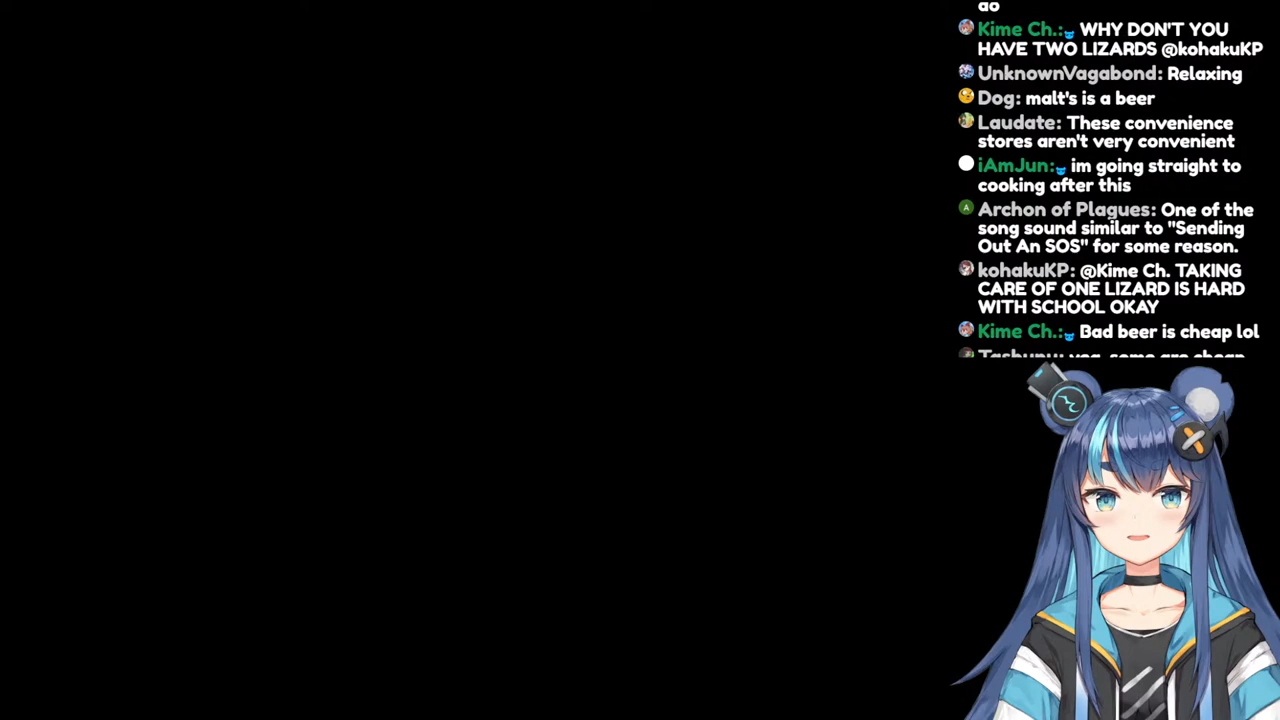 ao
Kime Ch.: WHY DON'T YOU
HAVE TWO LIZARDS @kohakuKP
UnknownVagabond: Relaxing
Dog: malt's is a beer
Laudate: These convenience
stores aren't very convenient
iAmJun: im going straight to
cooking after this
A Archon of Plagues: One of the
song sound similar to "Sending
Out An SOS" for some reason.
kohakuKP: @Kime Ch. TAKING
CARE OF ONE LIZARD IS HARD
WITH SCHOOL OKAY
Kime Ch.: Bad beer is cheap lol